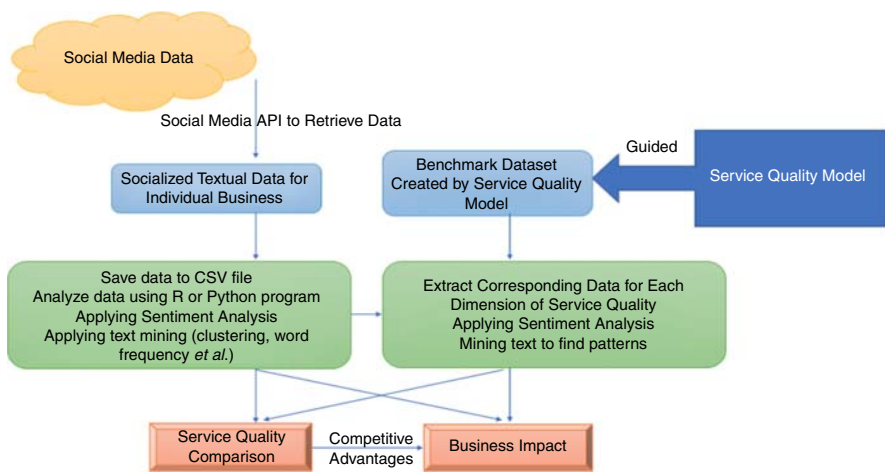 Social Media Data
Social Media API to Retrieve Data
Socialized Textual Data for
Individual Business
Benchmark Dataset
Created by Service Quality
Model
Guided
Service Quality Model
Save data to CSV file
Analyze data using R or Python program
Applying Sentiment Analysis
Applying text mining (clustering, word
frequency et al.)
Extract Corresponding Data for Each
Dimension of Service Quality
Applying Sentiment Analysis
Mining text to find patterns
Service Quality
Comparison
Competitive
Advantages
Business Impact